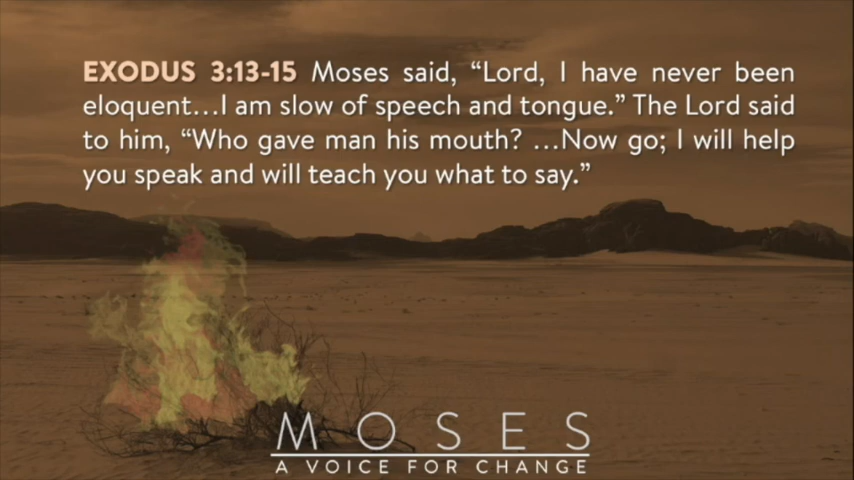 EXODUS 3:13-15 Moses said, “Lord, I have never been
eloquent...I am slow of speech and tongue.” The Lord said
to him, “Who gave man his mouth? ...Now go; I will help
you speak and will teach you what to say.”
MOSES
A VOICE FOR CHANGE